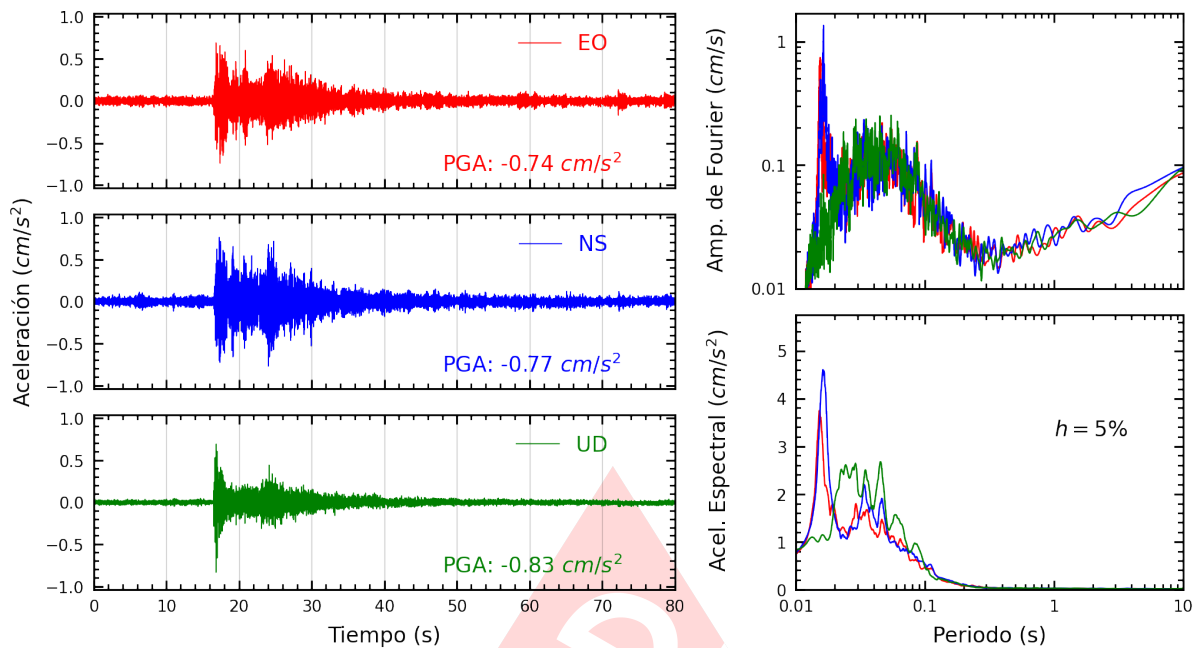 Aceleración (cm/s²)
1.0
0.5
0.0
−0.5
−1.0
EO
PGA: -0.74 cm/s²
1.0
0.5
0.0
−0.5
−1.0
NS
PGA: -0.77 cm/s²
1.0
0.5
0.0
−0.5
−1.0
UD
PGA: -0.83 cm/s²
0 10 20 30 40 50 60 70 80
Tiempo (s)
Amp. de Fourier (cm/s)
1
0.1
0.01
Acel. Espectral (cm/s²)
5
4
3
2
1
0
h = 5%
0.01 0.1 1 10
Periodo (s)